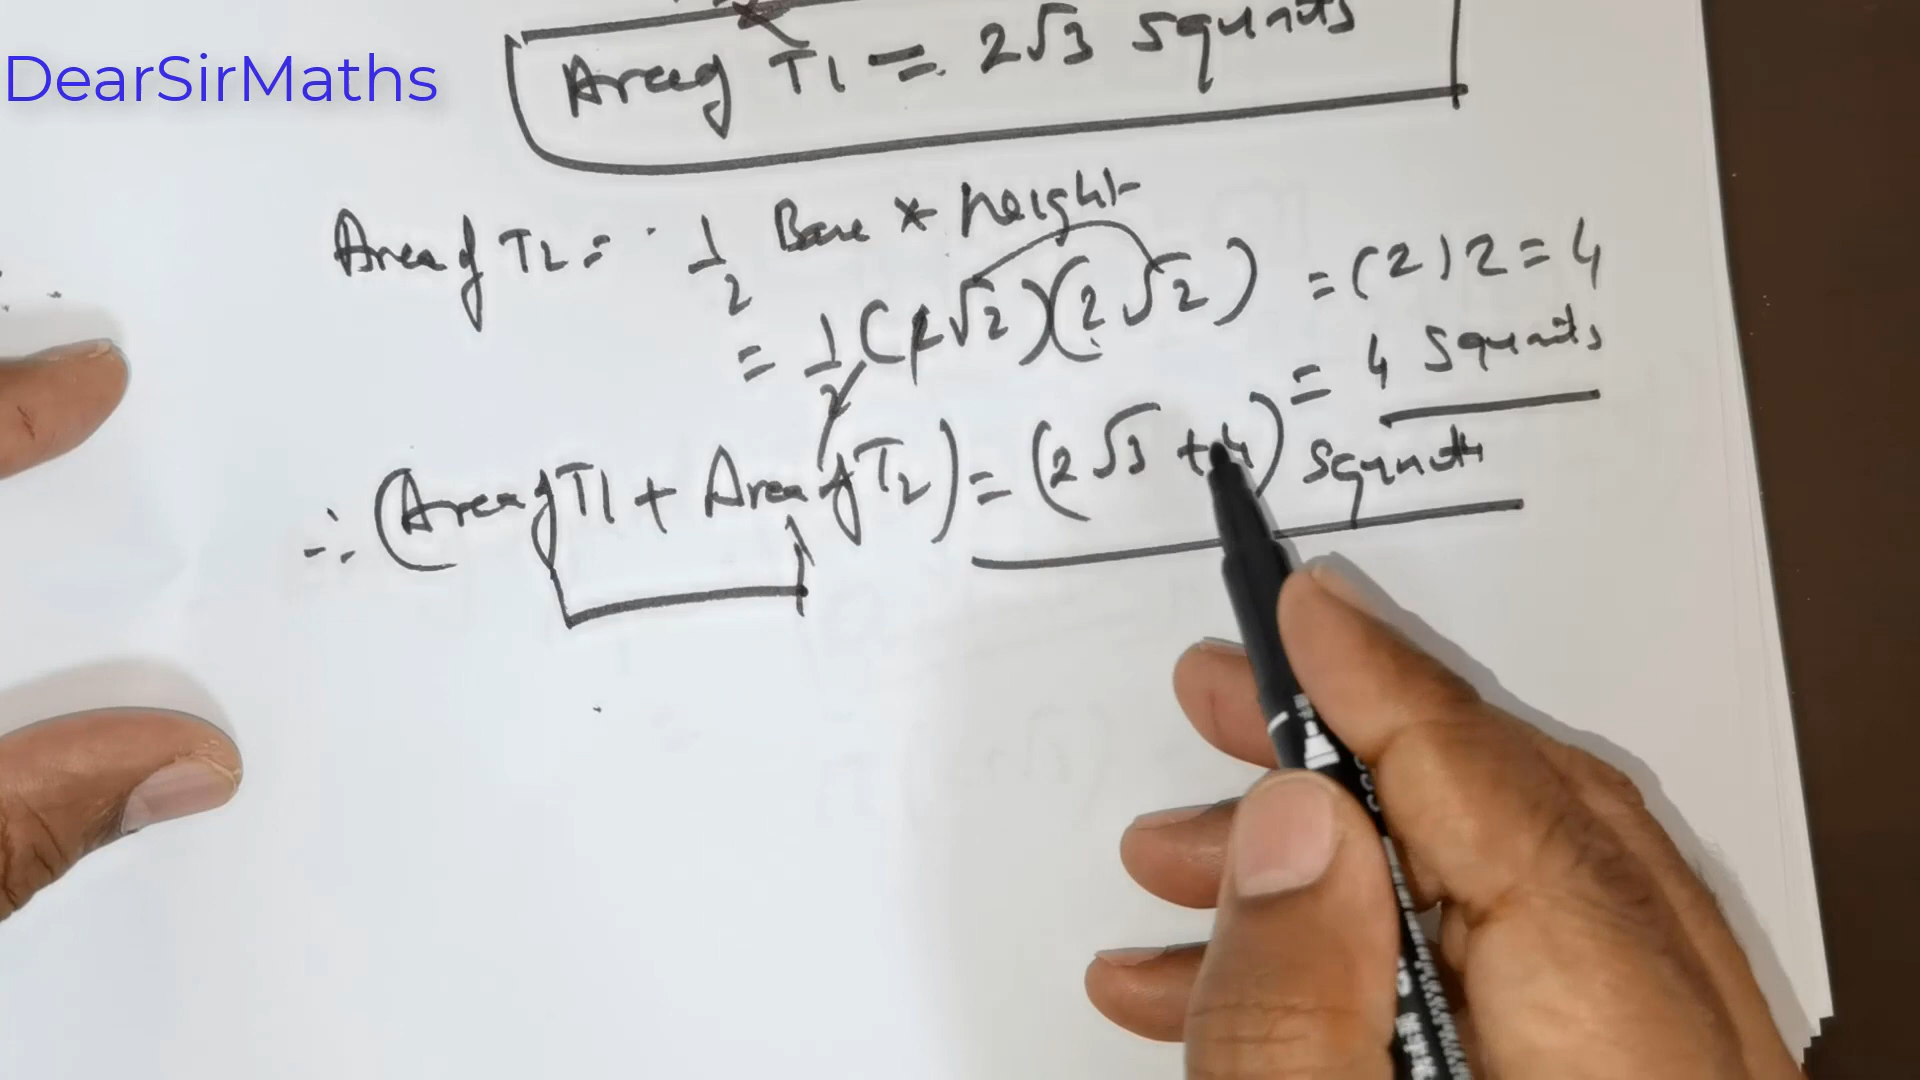 DearSirMaths
Area of T1 = 2√3 squnits
Area of T2 = 1/2 Base * height
= 1/2 (2√2)(2√2) = (2)2 = 4
= 4 squnits
∴ (Area of T1 + Area of T2) = (2√3 + 4) squnits